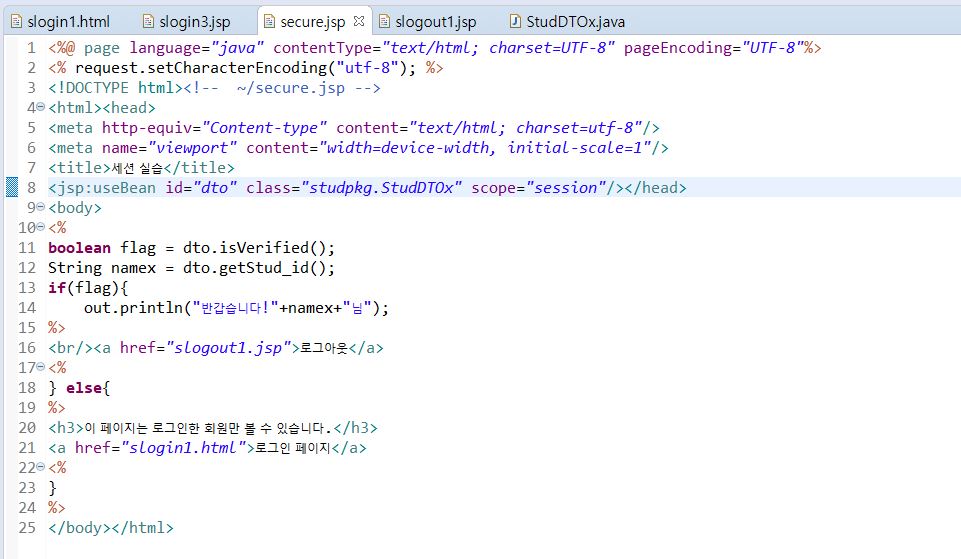 slogin1.html slogin3.jsp secure.jsp slogout1.jsp StudDTOx.java
1 <%@ page language="java" contentType="text/html; charset=UTF-8" pageEncoding="UTF-8"%>
2 <% request.setCharacterEncoding("utf-8"); %>
3 <!DOCTYPE html><!--  ~/secure.jsp -->
4 <html><head>
5 <meta http-equiv="Content-type" content="text/html; charset=utf-8"/>
6 <meta name="viewport" content="width=device-width, initial-scale=1"/>
7 <title>세션 실습</title>
8 <jsp:useBean id="dto" class="studpkg.StudDTOx" scope="session"/></head>
9 <body>
10 <%
11 boolean flag = dto.isVerified();
12 String namex = dto.getStud_id();
13 if(flag){
14     out.println("반갑습니다!"+namex+"님");
15 %>
16 <br/><a href="slogout1.jsp">로그아웃</a>
17 <%
18 } else{
19 %>
20 <h3>이 페이지는 로그인한 회원만 볼 수 있습니다.</h3>
21 <a href="slogin1.html">로그인 페이지</a>
22 <%
23 }
24 %>
25 </body></html>